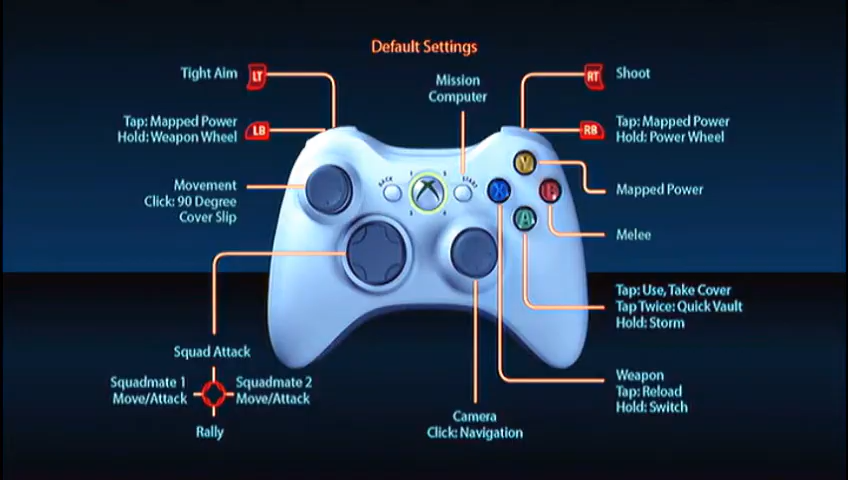 Default Settings
Tight Aim
LT
RT
Shoot
Mission
Computer
Tap: Mapped Power
Hold: Weapon Wheel
LB
RB
Tap: Mapped Power
Hold: Power Wheel
Movement
Click: 90 Degree
Cover Slip
BACK
START
Y
X
B
A
Mapped Power
Melee
Tap: Use, Take Cover
Tap Twice: Quick Vault
Hold: Storm
Squad Attack
Squadmate 1
Move/Attack
Squadmate 2
Move/Attack
Rally
Camera
Click: Navigation
Weapon
Tap: Reload
Hold: Switch